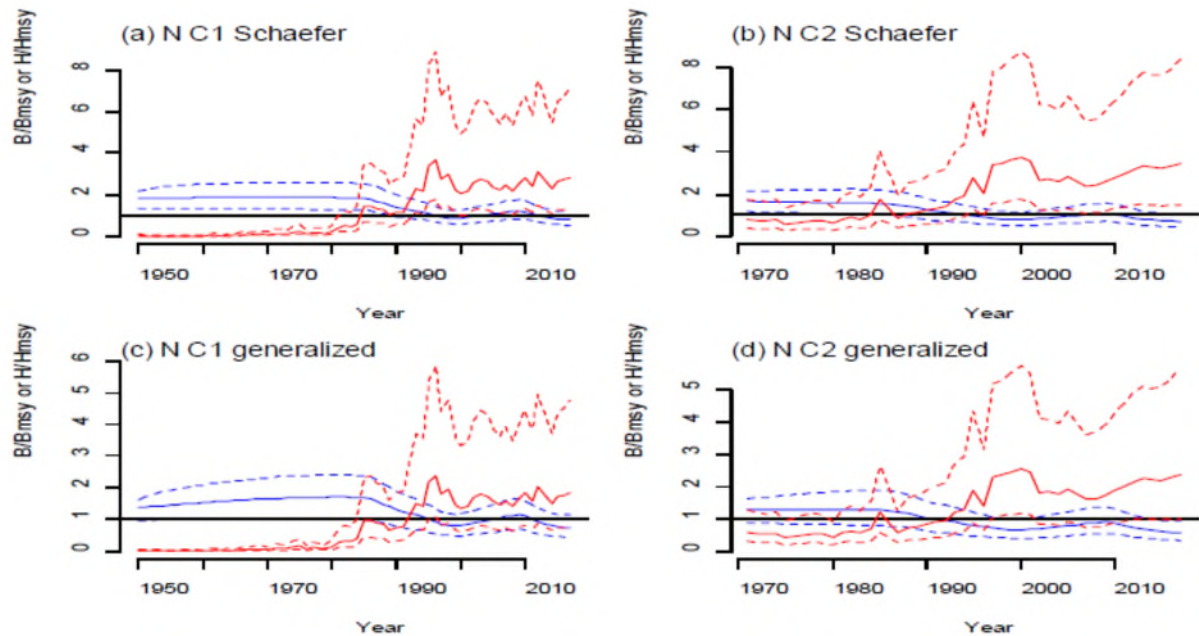 (a) N C1 Schaefer
B/Bmsy or H/Hmsy
8
6
4
2
0
1950 1970 1990 2010
Year
(b) N C2 Schaefer
B/Bmsy or H/Hmsy
8
6
4
2
0
1970 1980 1990 2000 2010
Year
(c) N C1 generalized
B/Bmsy or H/Hmsy
6
5
4
3
2
1
0
1950 1970 1990 2010
Year
(d) N C2 generalized
B/Bmsy or H/Hmsy
5
4
3
2
1
0
1970 1980 1990 2000 2010
Year